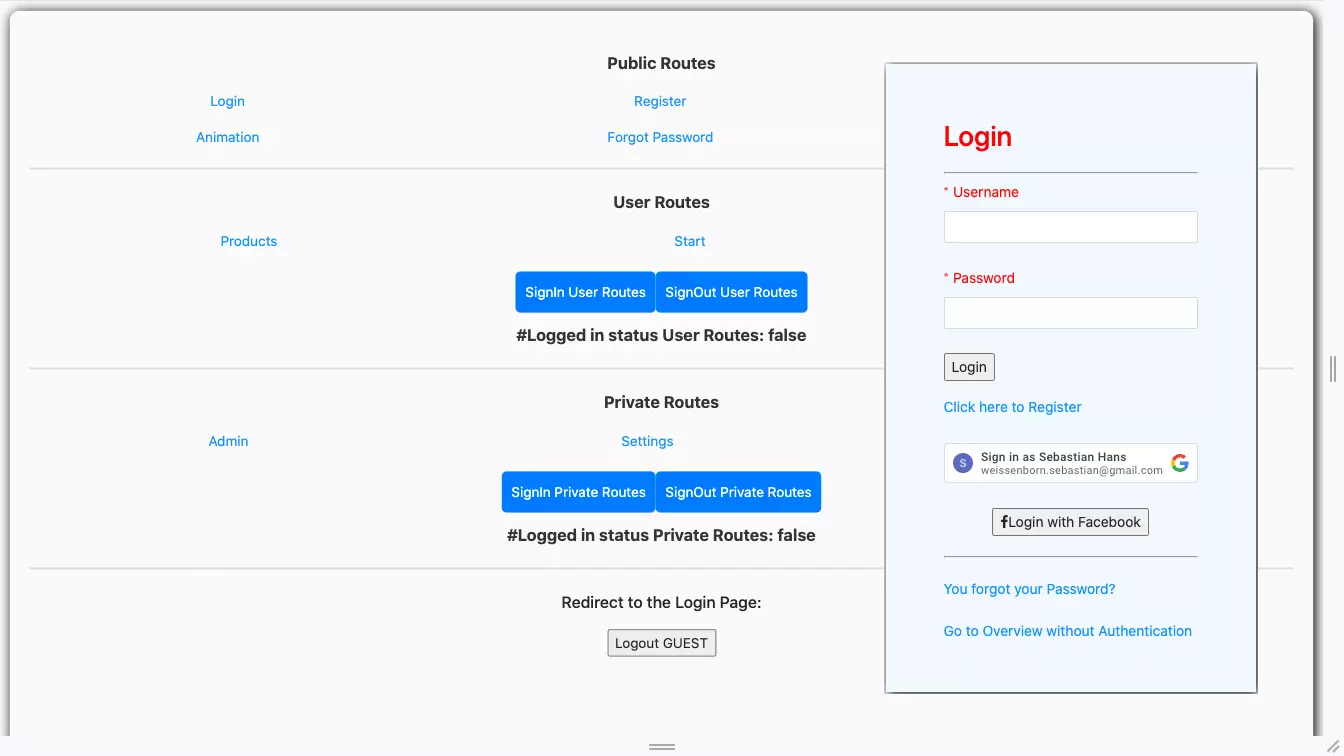 Public Routes
Login
Register
Animation
Forgot Password
User Routes
Products
Start
SignIn User Routes
SignOut User Routes
#Logged in status User Routes: false
Private Routes
Admin
Settings
SignIn Private Routes
SignOut Private Routes
#Logged in status Private Routes: false
Redirect to the Login Page:
Logout GUEST
Login
* Username
* Password
Login
Click here to Register
S
Sign in as Sebastian Hans
weissenborn.sebastian@gmail.com
G
fLogin with Facebook
You forgot your Password?
Go to Overview without Authentication